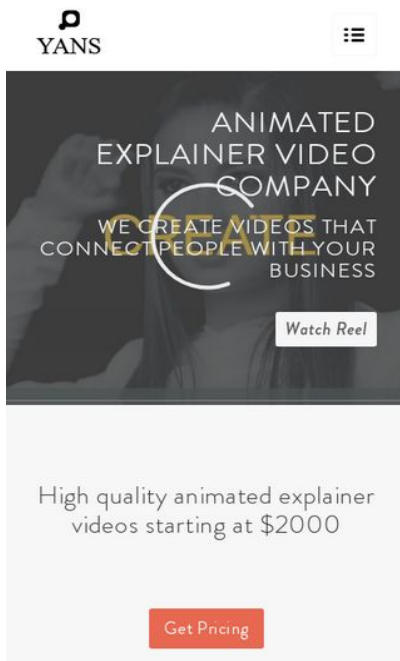 YANS
ANIMATED
EXPLAINER VIDEO
COMPANY
CREATE
WE CREATE VIDEOS THAT
CONNECT PEOPLE WITH YOUR
BUSINESS
Watch Reel
High quality animated explainer
videos starting at $2000
Get Pricing